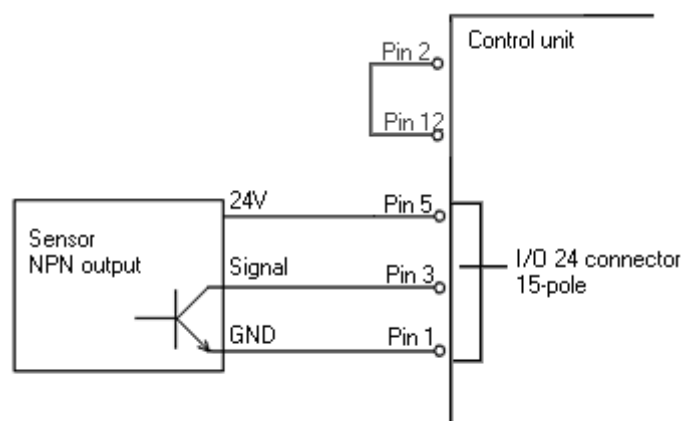 Control unit
Pin 2
Pin 12
24V
Pin 5
Sensor
NPN output
Signal
Pin 3
I/O 24 connector
15-pole
GND
Pin 1